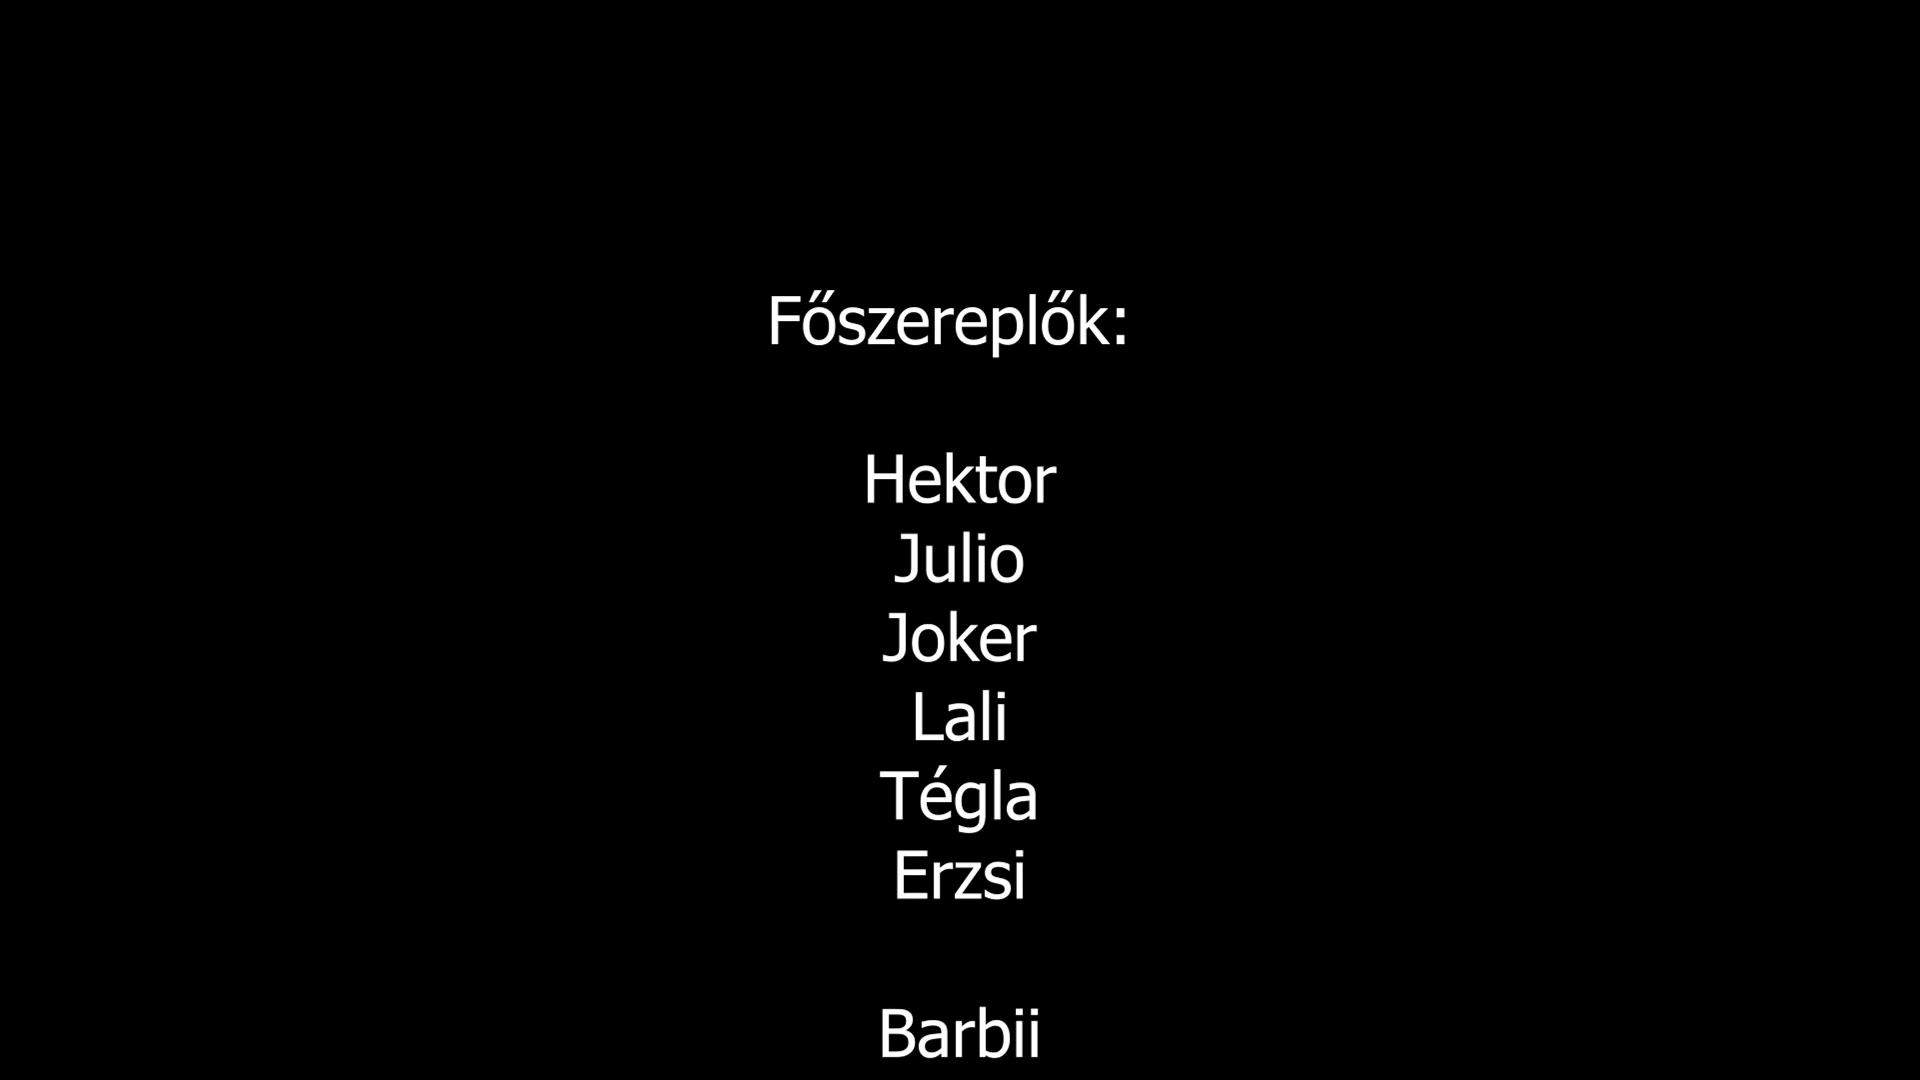 Főszereplők:
Hektor
Julio
Joker
Lali
Tégla
Erzsi
Barbii